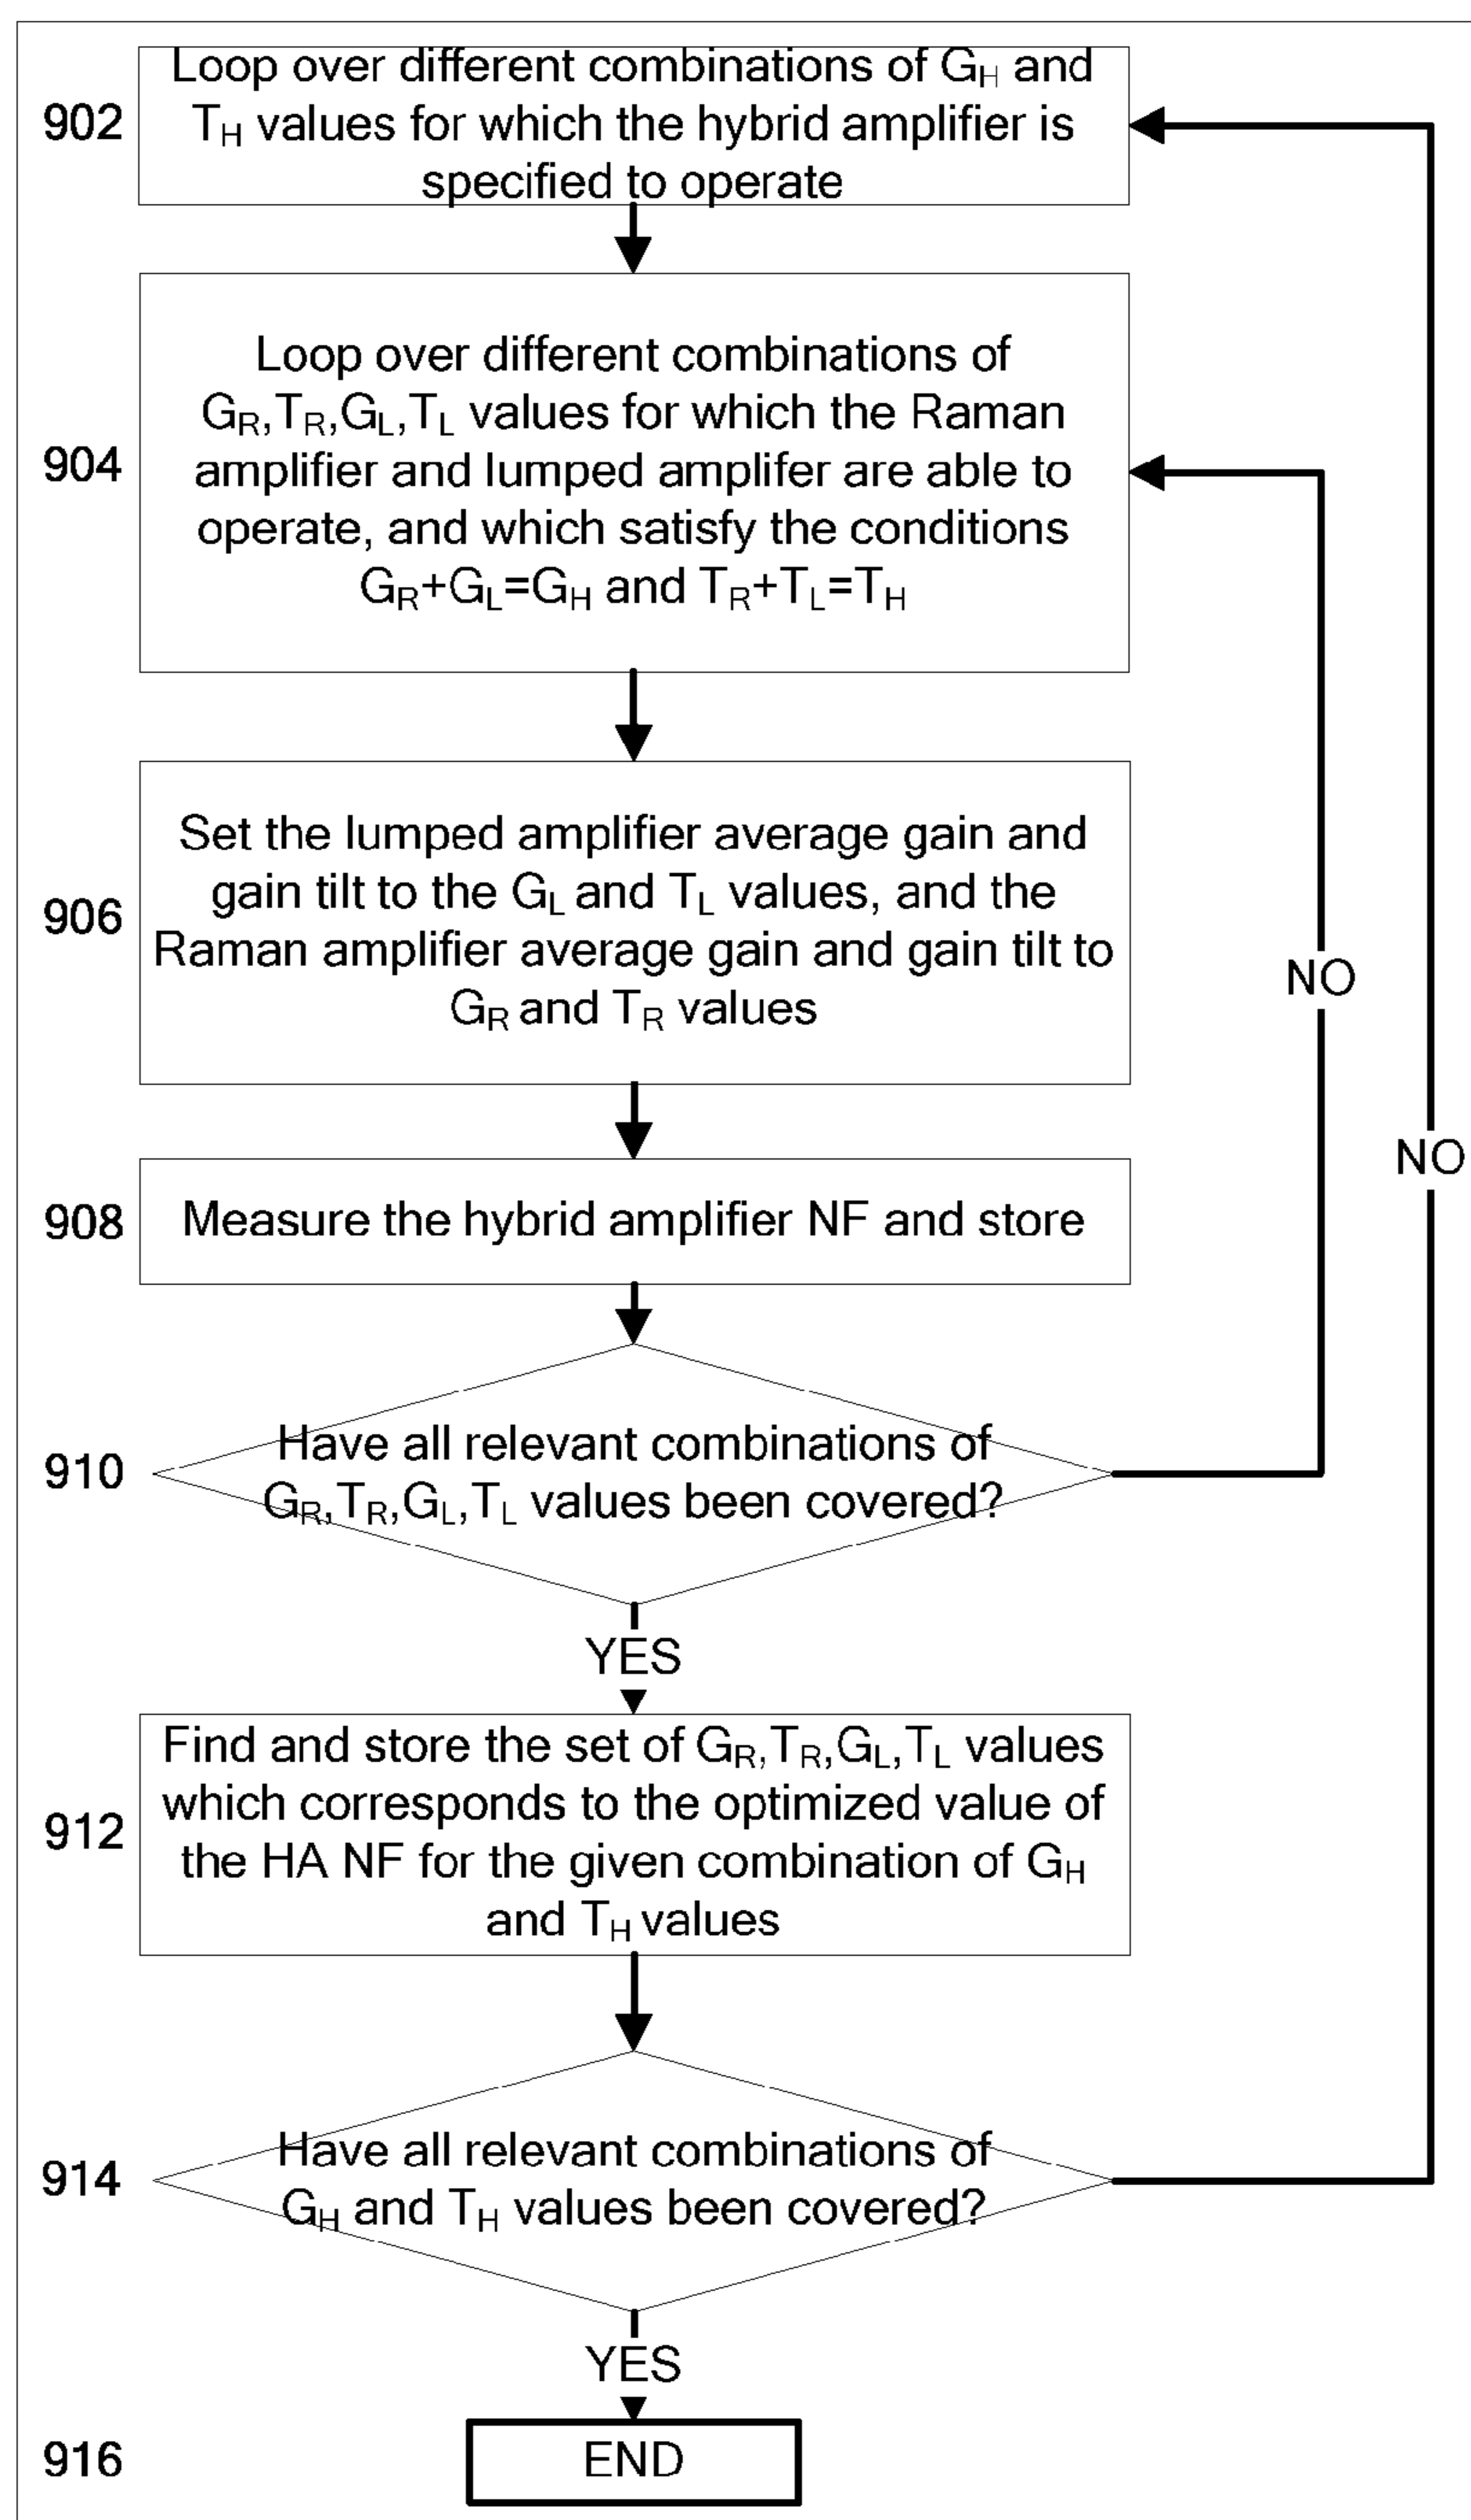 902
Loop over different combinations of GH and
TH values for which the hybrid amplifier is
specified to operate
904
Loop over different combinations of
GR,TR,GL,TL values for which the Raman
amplifier and lumped amplifer are able to
operate, and which satisfy the conditions
GR+GL=GH and TR+TL=TH
906
Set the lumped amplifier average gain and
gain tilt to the GL and TL values, and the
Raman amplifier average gain and gain tilt to
GR and TR values
NO
NO
908
Measure the hybrid amplifier NF and store
910
Have all relevant combinations of
GR,TR,GL,TL values been covered?
YES
912
Find and store the set of GR,TR,GL,TL values
which corresponds to the optimized value of
the HA NF for the given combination of GH
and TH values
914
Have all relevant combinations of
GH and TH values been covered?
YES
916
END